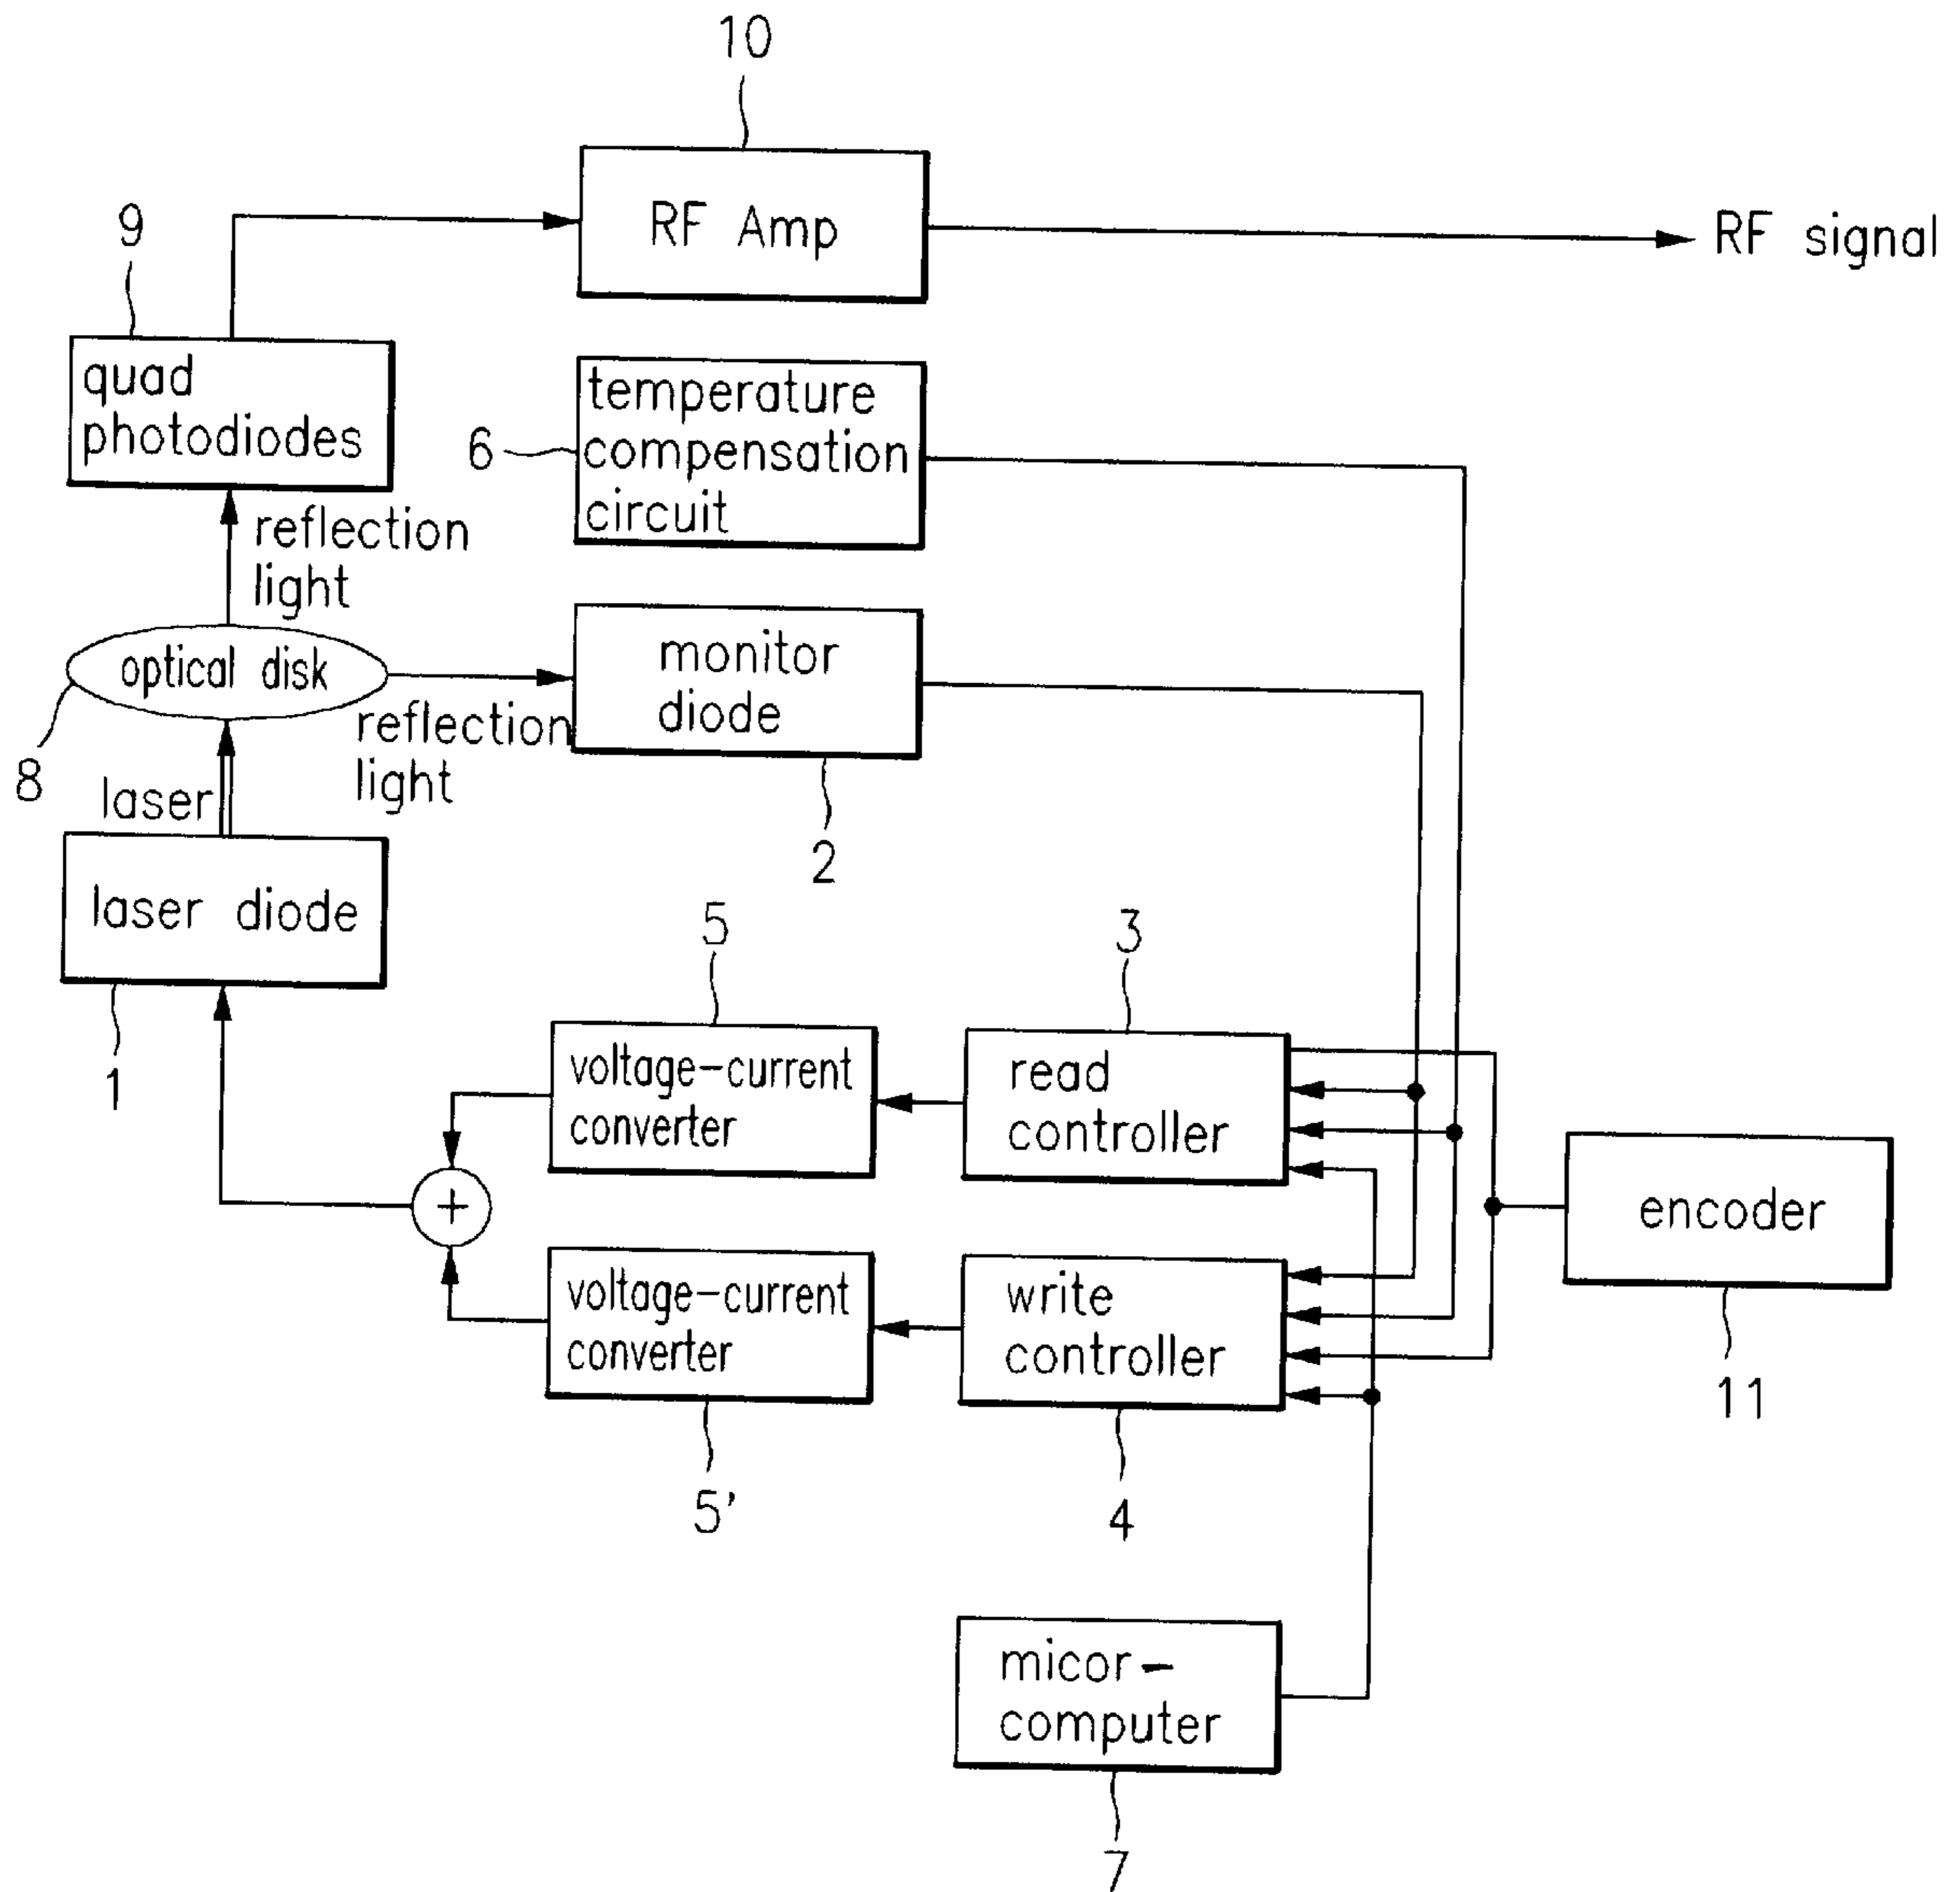 10
RF Amp
RF signal
9
quad
photodiodes
temperature
compensation
circuit
6
reflection
light
optical disk
8
monitor
diode
reflection
light
2
laser
laser diode
1
5
voltage-current
converter
3
read
controller
+
encoder
11
voltage-current
converter
5'
write
controller
4
micor-
computer
7